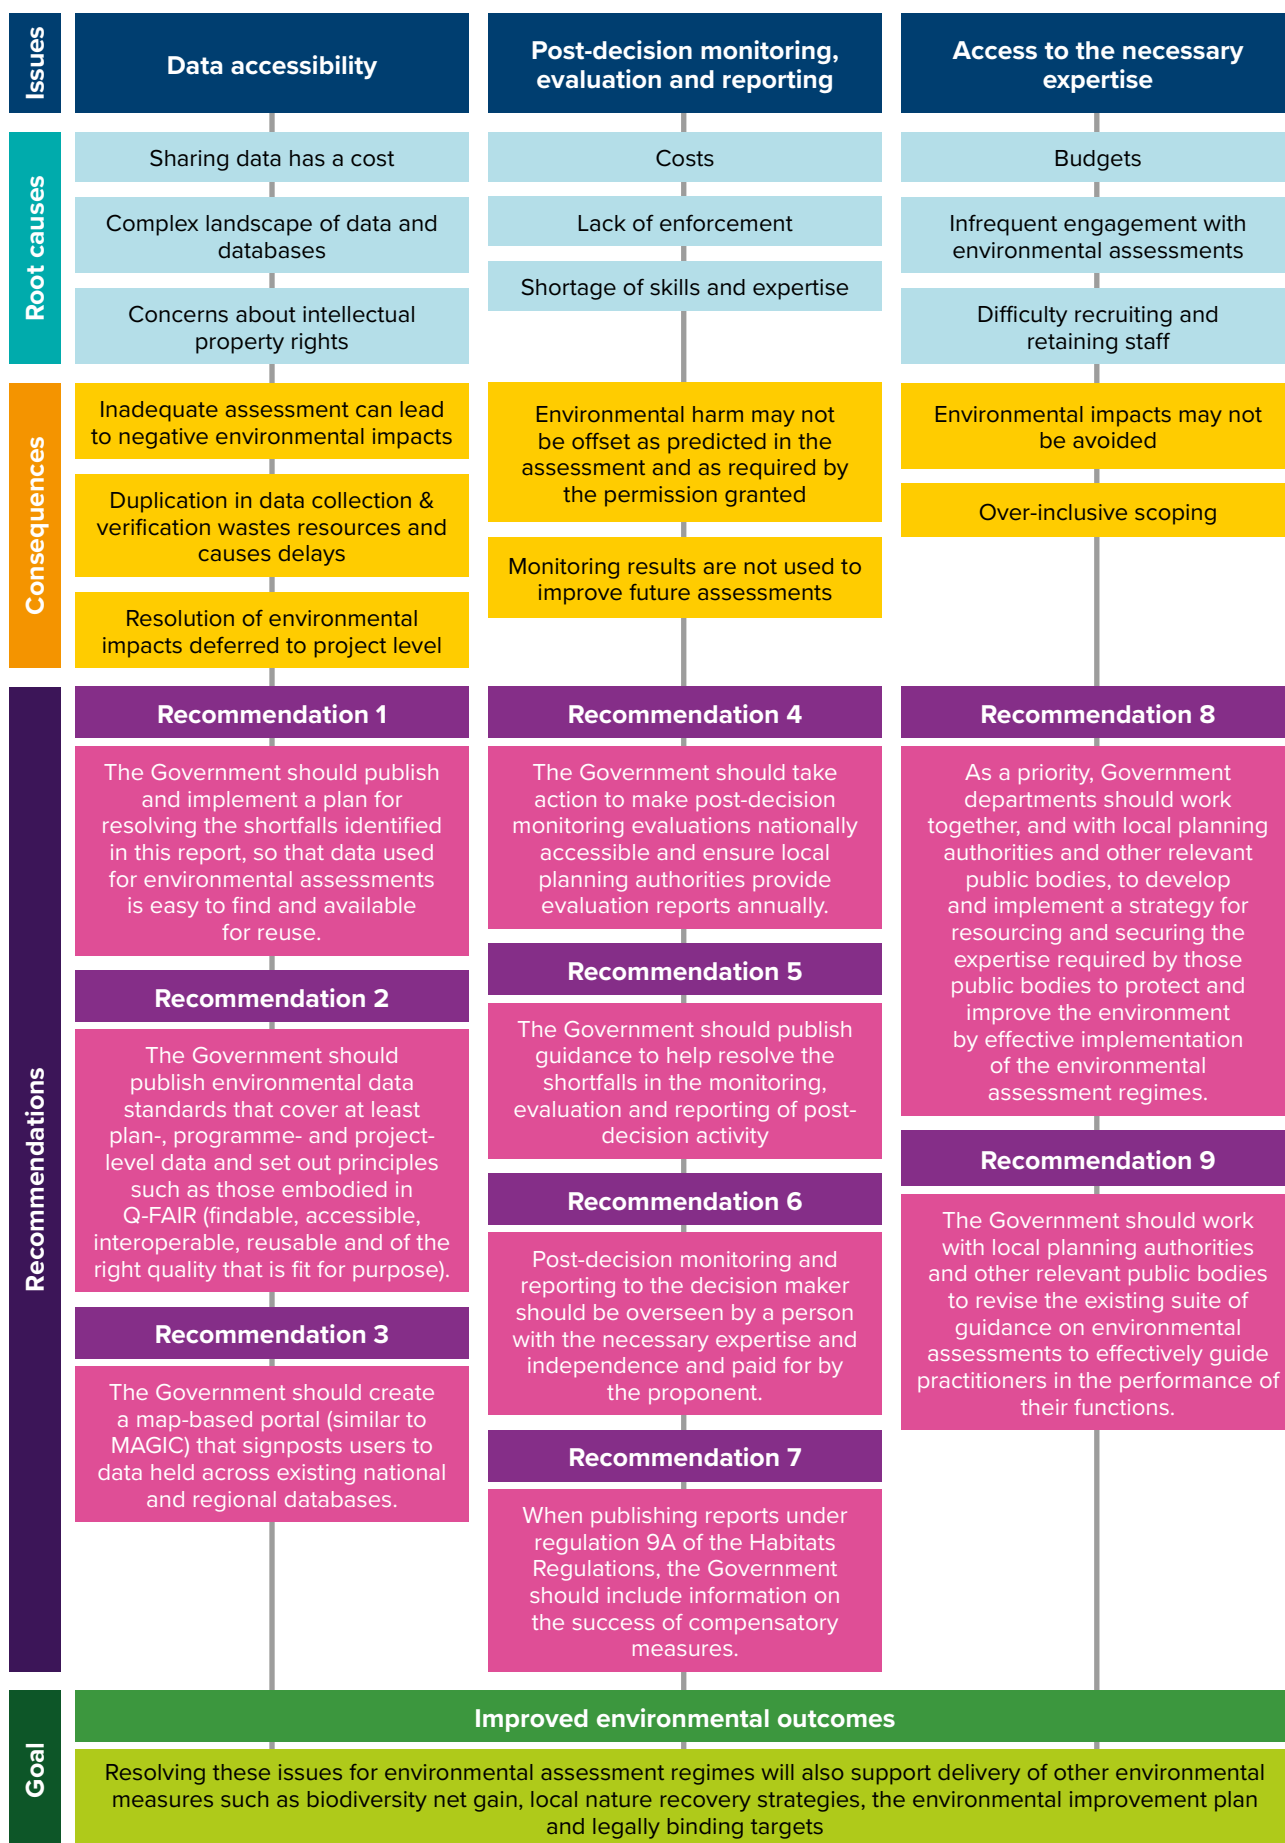 Issues
Data accessibility
Post-decision monitoring,
evaluation and reporting
Access to the necessary
expertise
Root causes
Sharing data has a cost
Complex landscape of data and
databases
Concerns about intellectual
property rights
Costs
Lack of enforcement
Shortage of skills and expertise
Budgets
Infrequent engagement with
environmental assessments
Difficulty recruiting and
retaining staff
Consequences
Inadequate assessment can lead
to negative environmental impacts
Duplication in data collection &
verification wastes resources and
causes delays
Resolution of environmental
impacts deferred to project level
Environmental harm may not
be offset as predicted in the
assessment and as required by
the permission granted
Monitoring results are not used to
improve future assessments
Environmental impacts may not
be avoided
Over-inclusive scoping
Recommendations
Recommendation 1
The Government should publish
and implement a plan for
resolving the shortfalls identified
in this report, so that data used
for environmental assessments
is easy to find and available
for reuse.
Recommendation 2
The Government should
publish environmental data
standards that cover at least
plan-, programme- and project-
level data and set out principles
such as those embodied in
Q-FAIR (findable, accessible,
interoperable, reusable and of the
right quality that is fit for purpose).
Recommendation 3
The Government should create
a map-based portal (similar to
MAGIC) that signposts users to
data held across existing national
and regional databases.
Recommendation 4
The Government should take
action to make post-decision
monitoring evaluations nationally
accessible and ensure local
planning authorities provide
evaluation reports annually.
Recommendation 5
The Government should publish
guidance to help resolve the
shortfalls in the monitoring,
evaluation and reporting of post-
decision activity
Recommendation 6
Post-decision monitoring and
reporting to the decision maker
should be overseen by a person
with the necessary expertise and
independence and paid for by
the proponent.
Recommendation 7
When publishing reports under
regulation 9A of the Habitats
Regulations, the Government
should include information on
the success of compensatory
measures.
Recommendation 8
As a priority, Government
departments should work
together, and with local planning
authorities and other relevant
public bodies, to develop
and implement a strategy for
resourcing and securing the
expertise required by those
public bodies to protect and
improve the environment
by effective implementation
of the environmental
assessment regimes.
Recommendation 9
The Government should work
with local planning authorities
and other relevant public bodies
to revise the existing suite of
guidance on environmental
assessments to effectively guide
practitioners in the performance of
their functions.
Goal
Improved environmental outcomes
Resolving these issues for environmental assessment regimes will also support delivery of other environmental
measures such as biodiversity net gain, local nature recovery strategies, the environmental improvement plan
and legally binding targets